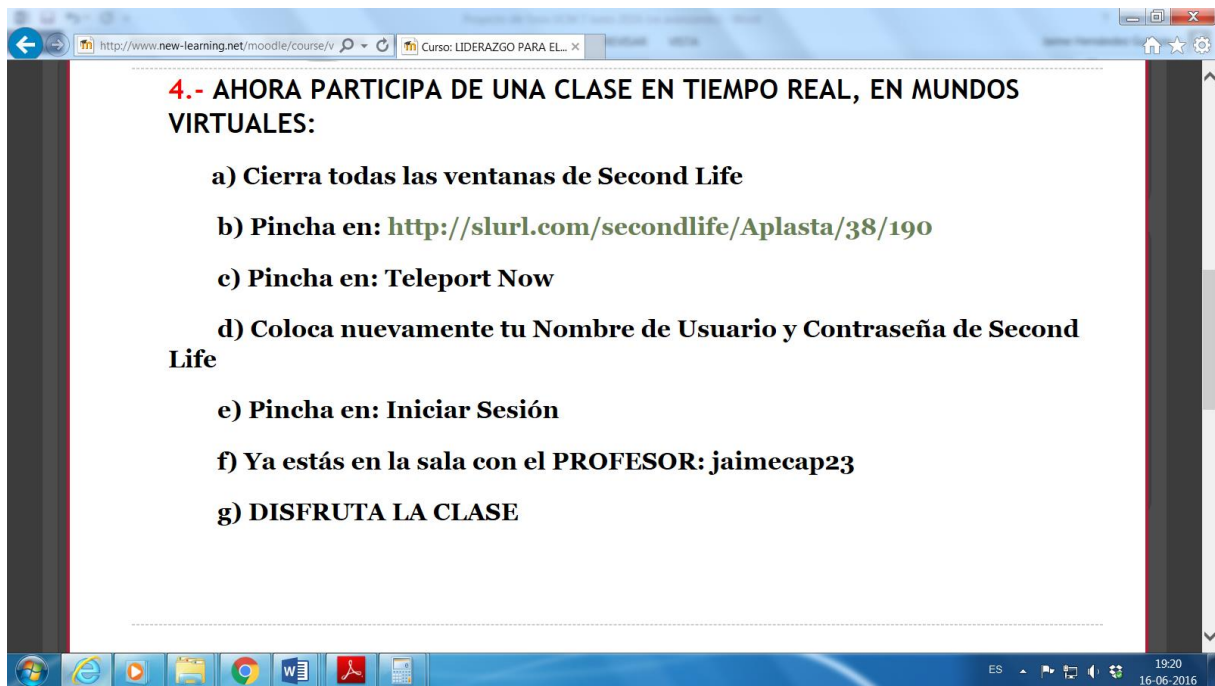 http://www.new-learning.net/moodle/course/v
Curso: LIDERAZGO PARA EL...
4.- AHORA PARTICIPA DE UNA CLASE EN TIEMPO REAL, EN MUNDOS
VIRTUALES:
a) Cierra todas las ventanas de Second Life
b) Pincha en: http://slurl.com/secondlife/Aplasta/38/190
c) Pincha en: Teleport Now
d) Coloca nuevamente tu Nombre de Usuario y Contraseña de Second
Life
e) Pincha en: Iniciar Sesión
f) Ya estás en la sala con el PROFESOR: jaimecap23
g) DISFRUTA LA CLASE
ES
19:20
16-06-2016